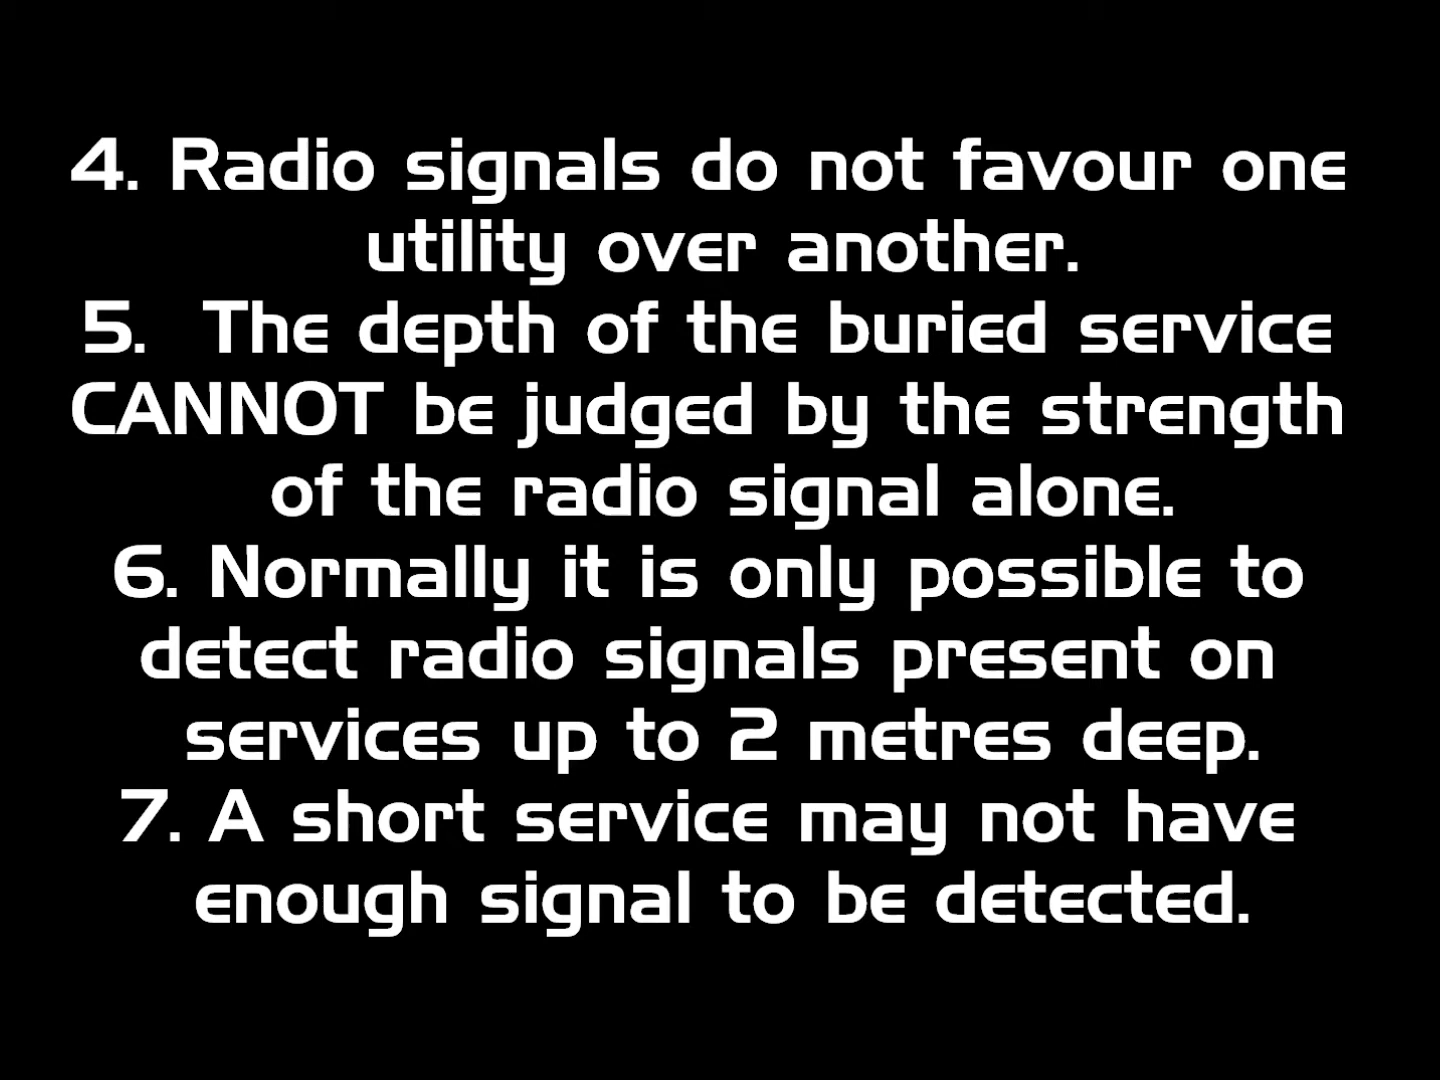 4. Radio signals do not favour one
utility over another.
5. The depth of the buried service
CANNOT be judged by the strength
of the radio signal alone.
6. Normally it is only possible to
detect radio signals present on
services up to 2 metres deep.
7. A short service may not have
enough signal to be detected.